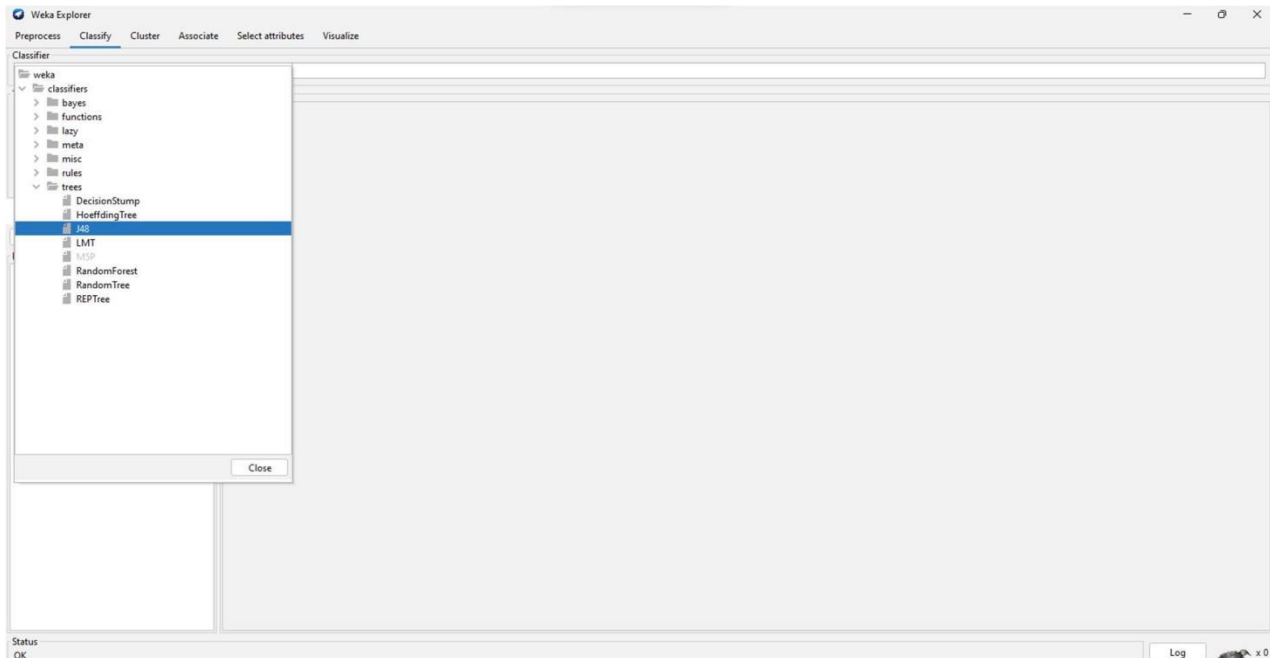 Weka Explorer
Preprocess Classify Cluster Associate Select attributes Visualize
Classifier
weka
classifiers
bayes
functions
lazy
meta
misc
rules
trees
DecisionStump
HoeffdingTree
J48
LMT
M5P
RandomForest
RandomTree
REPTree
Close
Status
OK
Log
x 0